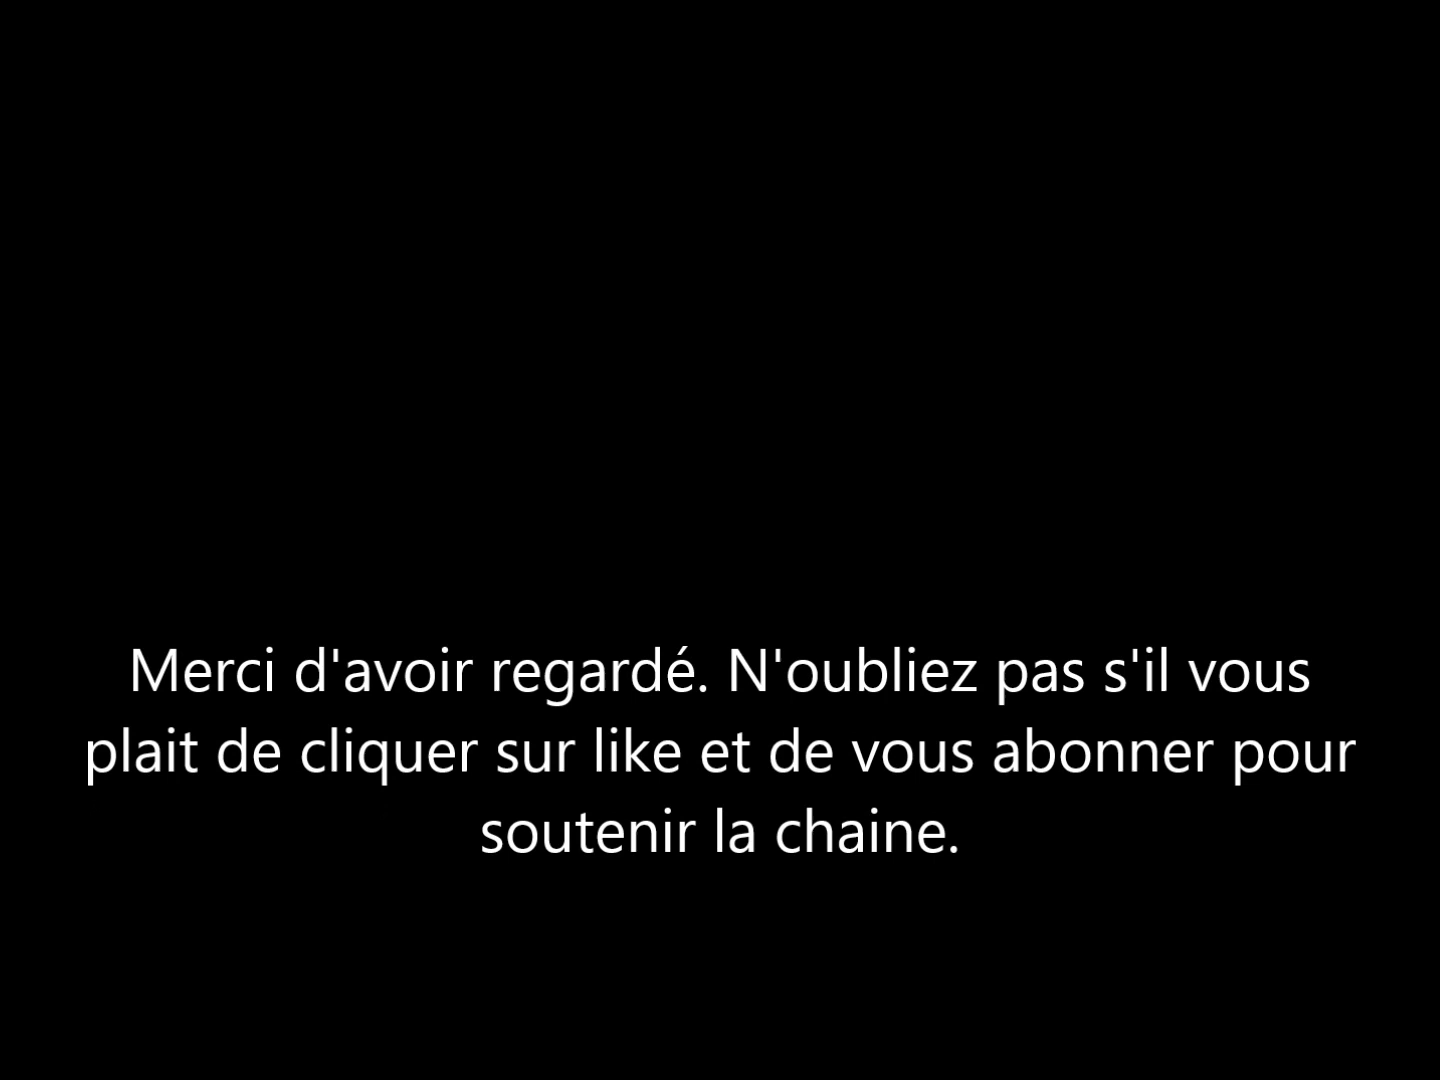 Merci d'avoir regardé. N'oubliez pas s'il vous
plait de cliquer sur like et de vous abonner pour
soutenir la chaine.